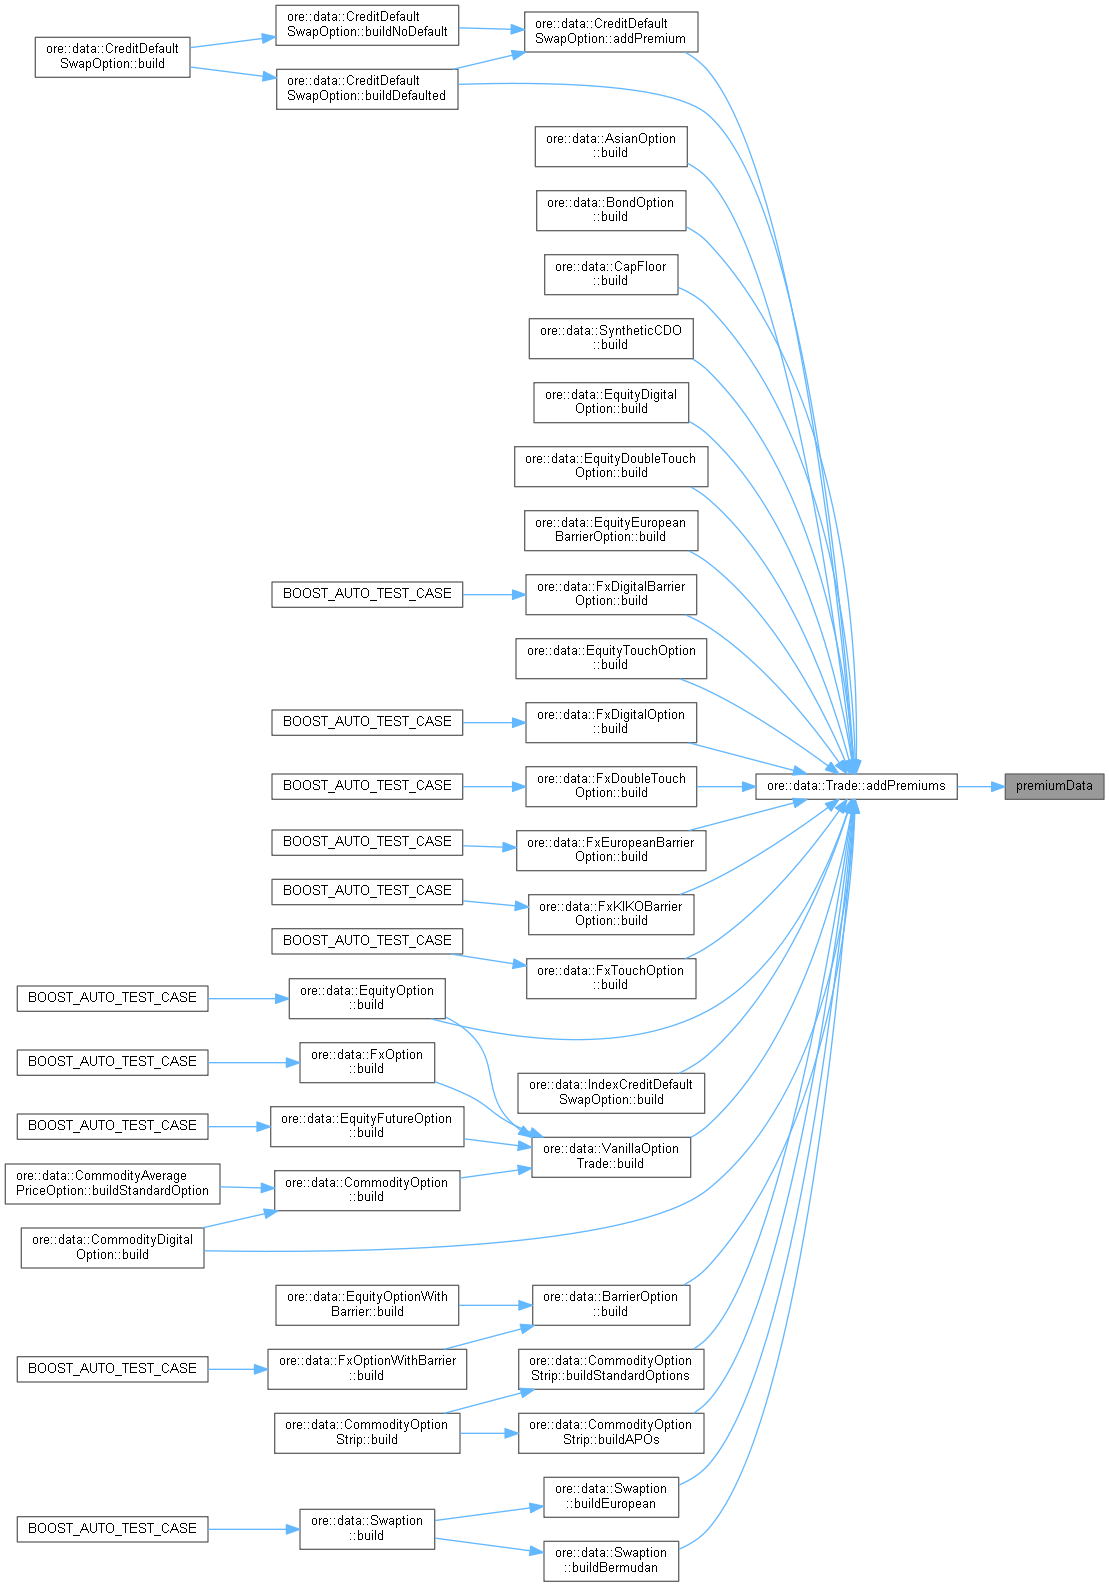 ore::data::CreditDefault
SwapOption::build
ore::data::CreditDefault
SwapOption::buildNoDefault
ore::data::CreditDefault
SwapOption::buildDefaulted
ore::data::CreditDefault
SwapOption::addPremium
ore::data::AsianOption
::build
ore::data::BondOption
::build
ore::data::CapFloor
::build
ore::data::SyntheticCDO
::build
ore::data::EquityDigital
Option::build
ore::data::EquityDoubleTouch
Option::build
ore::data::EquityEuropean
BarrierOption::build
BOOST_AUTO_TEST_CASE
ore::data::FxDigitalBarrier
Option::build
ore::data::EquityTouchOption
::build
BOOST_AUTO_TEST_CASE
ore::data::FxDigitalOption
::build
BOOST_AUTO_TEST_CASE
ore::data::FxDoubleTouch
Option::build
ore::data::Trade::addPremiums
premiumData
BOOST_AUTO_TEST_CASE
ore::data::FxEuropeanBarrier
Option::build
BOOST_AUTO_TEST_CASE
ore::data::FxKIKOBarrier
Option::build
BOOST_AUTO_TEST_CASE
ore::data::FxTouchOption
::build
BOOST_AUTO_TEST_CASE
ore::data::EquityOption
::build
BOOST_AUTO_TEST_CASE
ore::data::FxOption
::build
ore::data::IndexCreditDefault
SwapOption::build
BOOST_AUTO_TEST_CASE
ore::data::EquityFutureOption
::build
ore::data::VanillaOption
Trade::build
ore::data::CommodityAverage
PriceOption::buildStandardOption
ore::data::CommodityOption
::build
ore::data::CommodityDigital
Option::build
ore::data::EquityOptionWith
Barrier::build
ore::data::BarrierOption
::build
BOOST_AUTO_TEST_CASE
ore::data::FxOptionWithBarrier
::build
ore::data::CommodityOption
Strip::buildStandardOptions
ore::data::CommodityOption
Strip::build
ore::data::CommodityOption
Strip::buildAPOs
ore::data::Swaption
::buildEuropean
BOOST_AUTO_TEST_CASE
ore::data::Swaption
::build
ore::data::Swaption
::buildBermudan